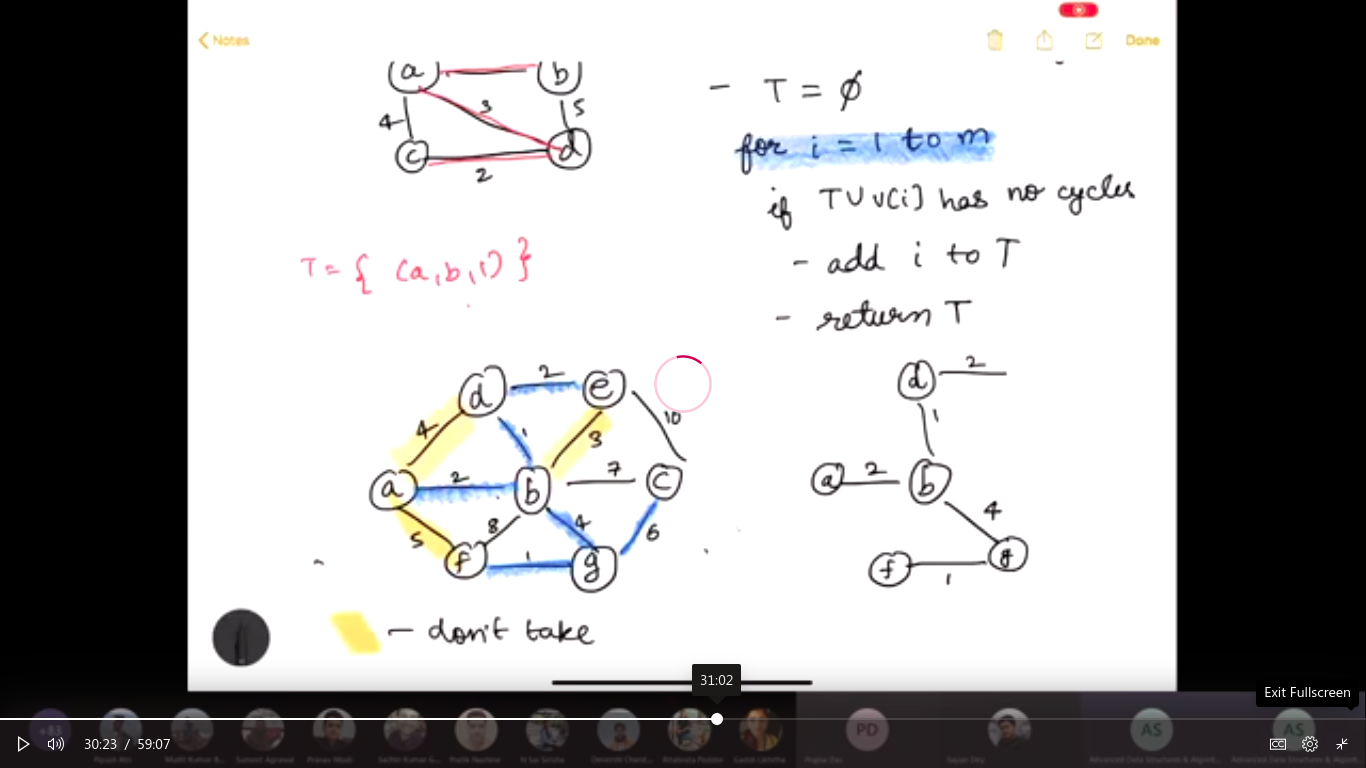 Notes
Done
a b
3
4 5
c d
2
- T = ø
for i = 1 to m
if T U v[i] has no cycles
- add i to T
- return T
T = { (a,b,1) }
d 2 e
4 1 3 10
a 2 b 7 c
5 8 4 6
f 1 g
d 2
1
a 2 b
4
f 1 g
- don't take
31:02
Exit Fullscreen
30:23 / 59:07
CC
PD
AS
AS